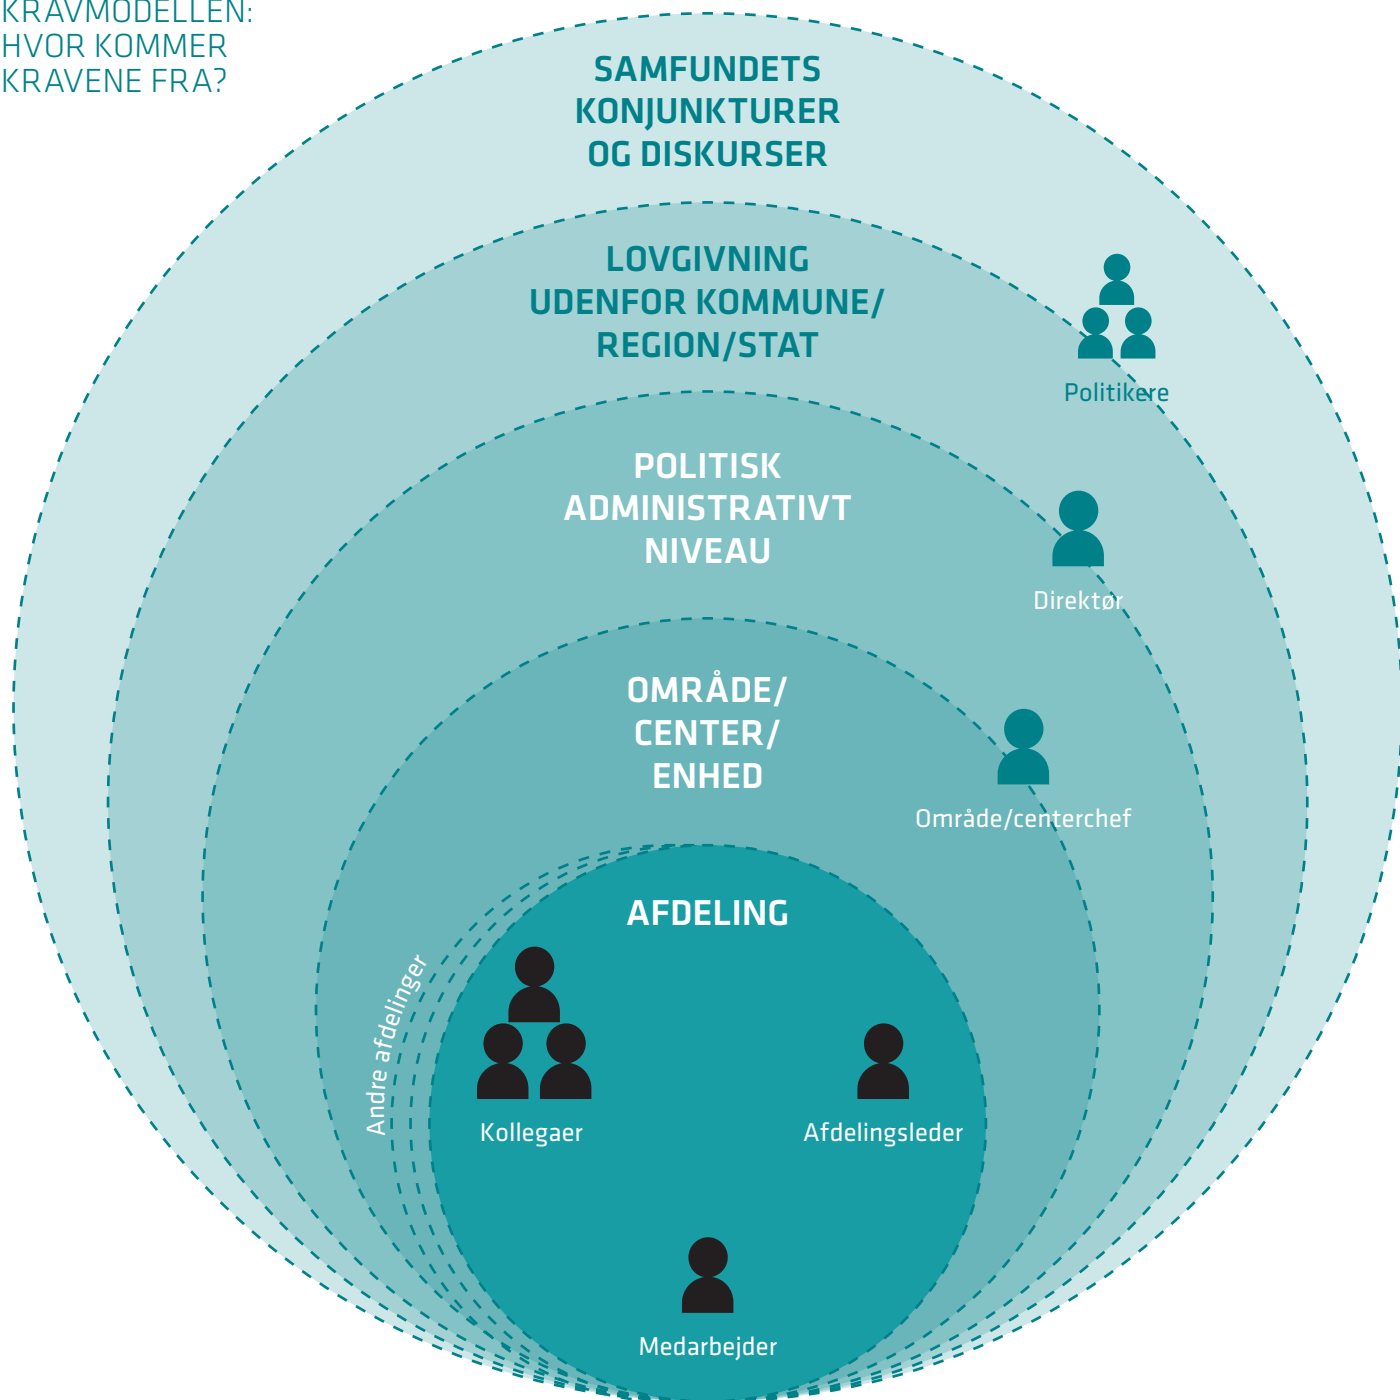 KRAVMODELLEN:
HVOR KOMMER
KRAVENE FRA?
SAMFUNDETS
KONJUNKTURER
OG DISKURSER
LOVGIVNING
UDENFOR KOMMUNE/
REGION/STAT
Politikere
POLITISK
ADMINISTRATIVT
NIVEAU
Direktør
OMRÅDE/
CENTER/
ENHED
Område/centerchef
AFDELING
Andre afdelinger
Kollegaer
Afdelingsleder
Medarbejder